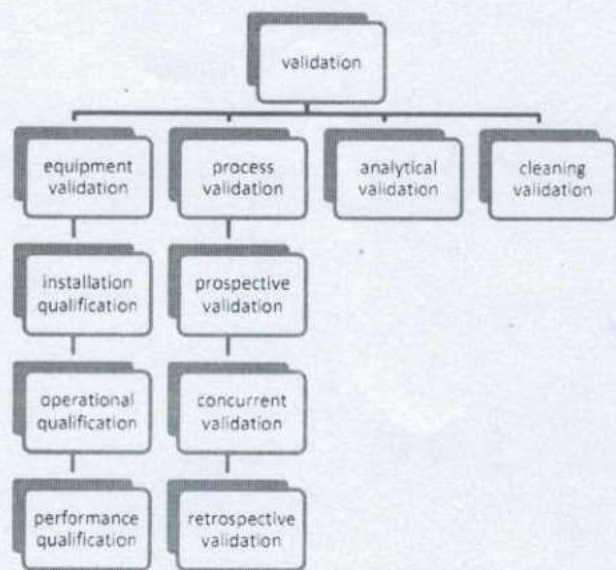 validation
equipment
validation
process
validation
analytical
validation
cleaning
validation
installation
qualification
prospective
validation
operational
qualification
concurrent
validation
performance
qualification
retrospective
validation